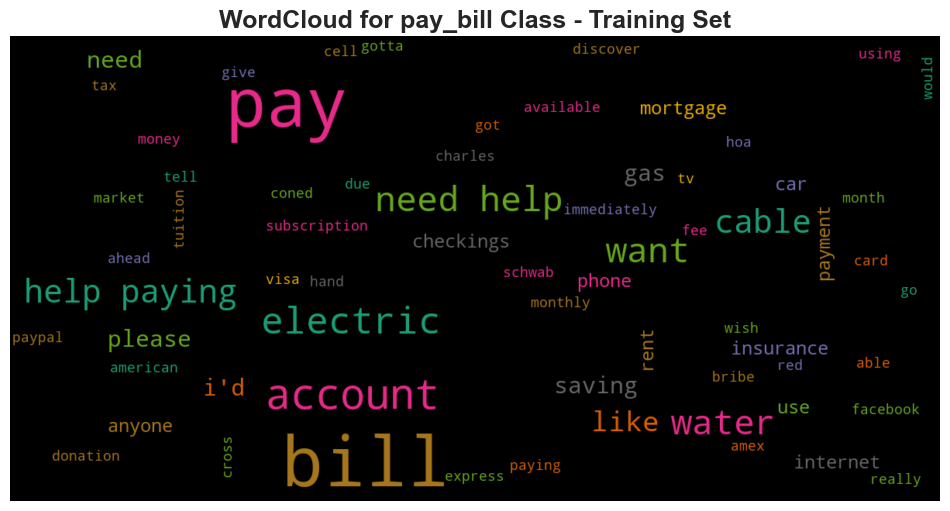 WordCloud for pay_bill Class - Training Set
need
cell
gotta
discover
using
would
tax
give
pay
available
mortgage
got
money
hoa
charles
tell
due
gas
tv
car
market
tuition
coned
need help
immediately
month
subscription
checkings
want
fee
cable
payment
ahead
visa
hand
schwab
phone
card
help paying
monthly
go
paypal
please
electric
rent
wish
insurance
american
red
able
i'd
account
saving
bribe
use
facebook
anyone
like
water
donation
cross
bill
express
paying
amex
internet
really